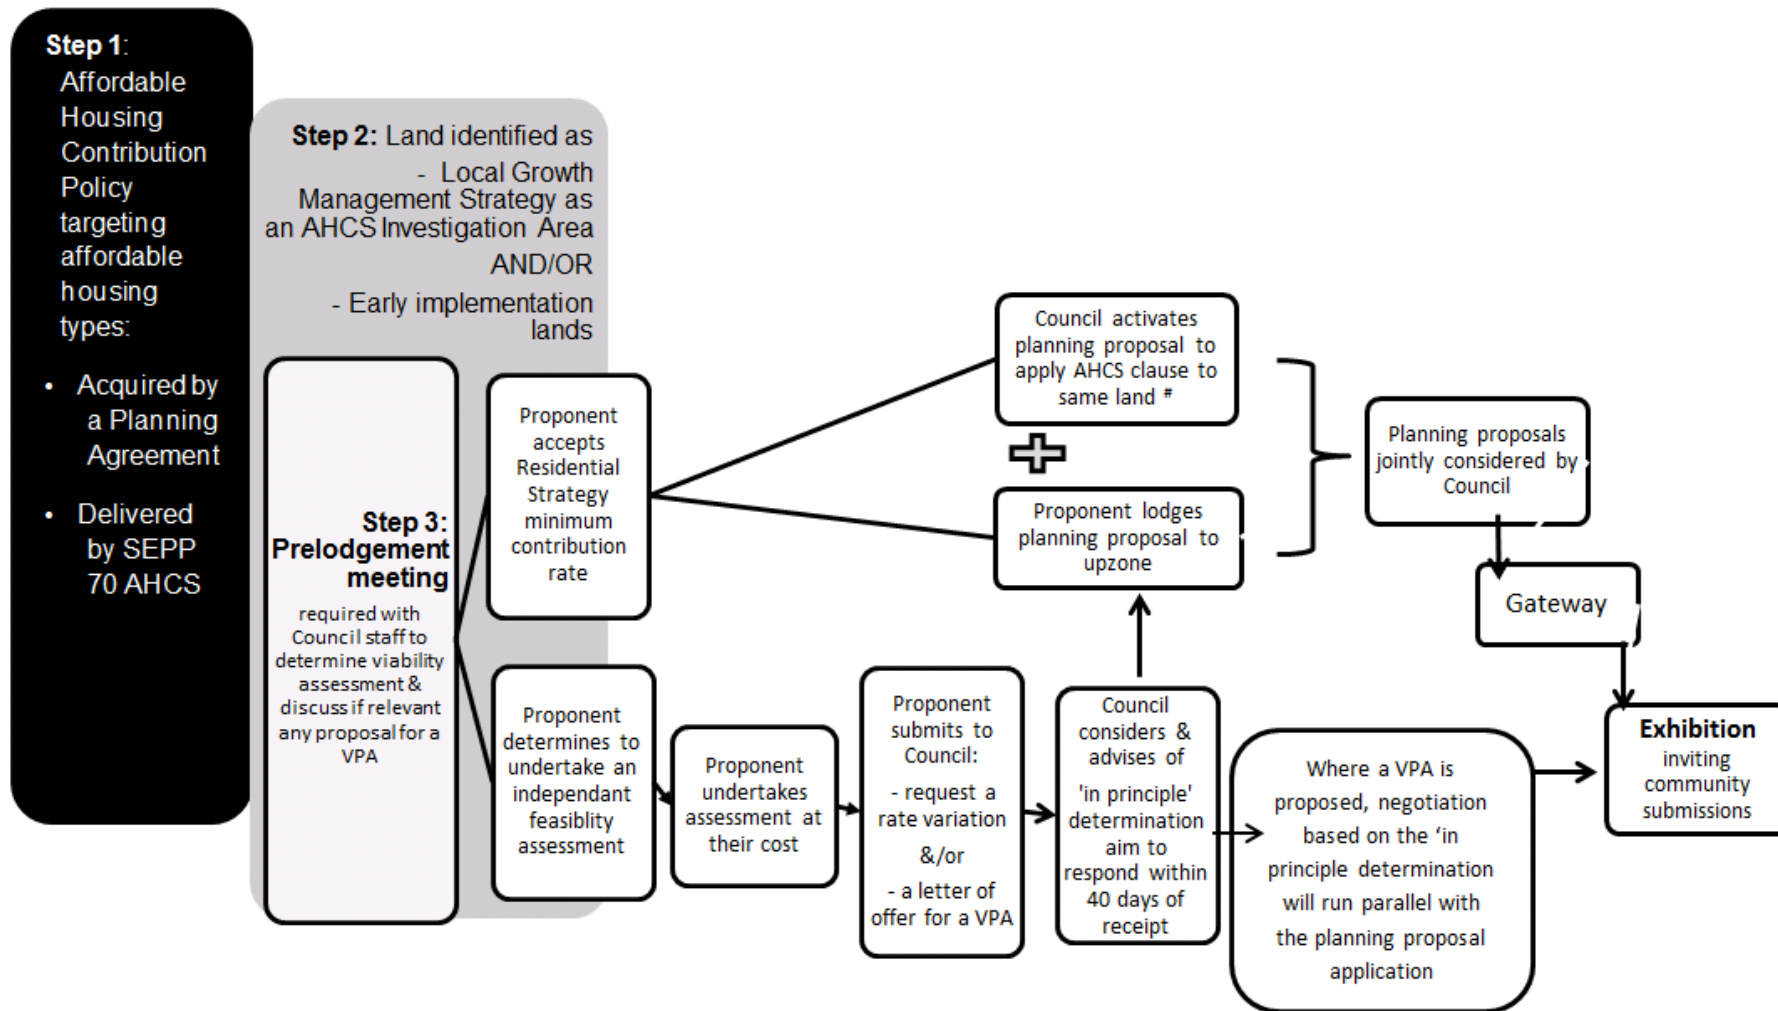 Step 1:
Affordable
Housing
Contribution
Policy
targeting
affordable
housing
types:
• Acquired by
a Planning
Agreement
• Delivered
by SEPP
70 AHCS
Step 2: Land identified as
- Local Growth
Management Strategy as
an AHCS Investigation Area
AND/OR
- Early implementation
lands
Step 3:
Prelodgement
meeting
required with
Council staff to
determine viability
assessment &
discuss if relevant
any proposal for a
VPA
Proponent
accepts
Residential
Strategy
minimum
contribution
rate
Proponent
determines to
undertake an
independant
feasiblity
assessment
Proponent
undertakes
assessment at
their cost
Proponent
submits to
Council:
- request a
rate variation
&/or
- a letter of
offer for a VPA
Council
considers &
advises of
'in principle'
determination
aim to
respond within
40 days of
receipt
Council activates
planning proposal to
apply AHCS clause to
same land #
Proponent lodges
planning proposal to
upzone
Planning proposals
jointly considered by
Council
Gateway
Where a VPA is
proposed, negotiation
based on the ‘in
principle determination
will run parallel with
the planning proposal
application
Exhibition
inviting
community
submissions